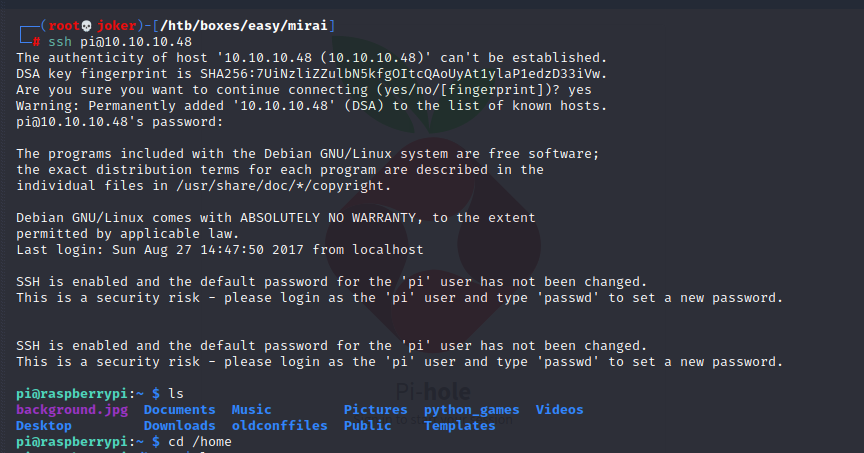 ┌──(root💀joker)-[/htb/boxes/easy/mirai]
└─# ssh pi@10.10.10.48
The authenticity of host '10.10.10.48 (10.10.10.48)' can't be established.
DSA key fingerprint is SHA256:7UiNzliZZulbN5kfgOItcQAoUyAt1ylaP1edzD33iVw.
Are you sure you want to continue connecting (yes/no/[fingerprint])? yes
Warning: Permanently added '10.10.10.48' (DSA) to the list of known hosts.
pi@10.10.10.48's password:
The programs included with the Debian GNU/Linux system are free software;
the exact distribution terms for each program are described in the
individual files in /usr/share/doc/*/copyright.
Debian GNU/Linux comes with ABSOLUTELY NO WARRANTY, to the extent
permitted by applicable law.
Last login: Sun Aug 27 14:47:50 2017 from localhost
SSH is enabled and the default password for the 'pi' user has not been changed.
This is a security risk - please login as the 'pi' user and type 'passwd' to set a new password.
SSH is enabled and the default password for the 'pi' user has not been changed.
This is a security risk - please login as the 'pi' user and type 'passwd' to set a new password.
pi@raspberrypi:~ $ ls
Pi-hole
background.jpg Documents Music Pictures python_games Videos
Desktop Downloads oldconffiles Public Templates
pi@raspberrypi:~ $ cd /home